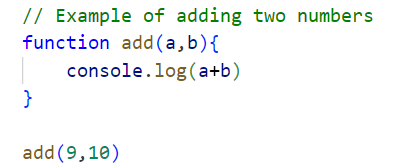 // Example of adding two numbers
function add(a,b){
    console.log(a+b)
}

add(9,10)